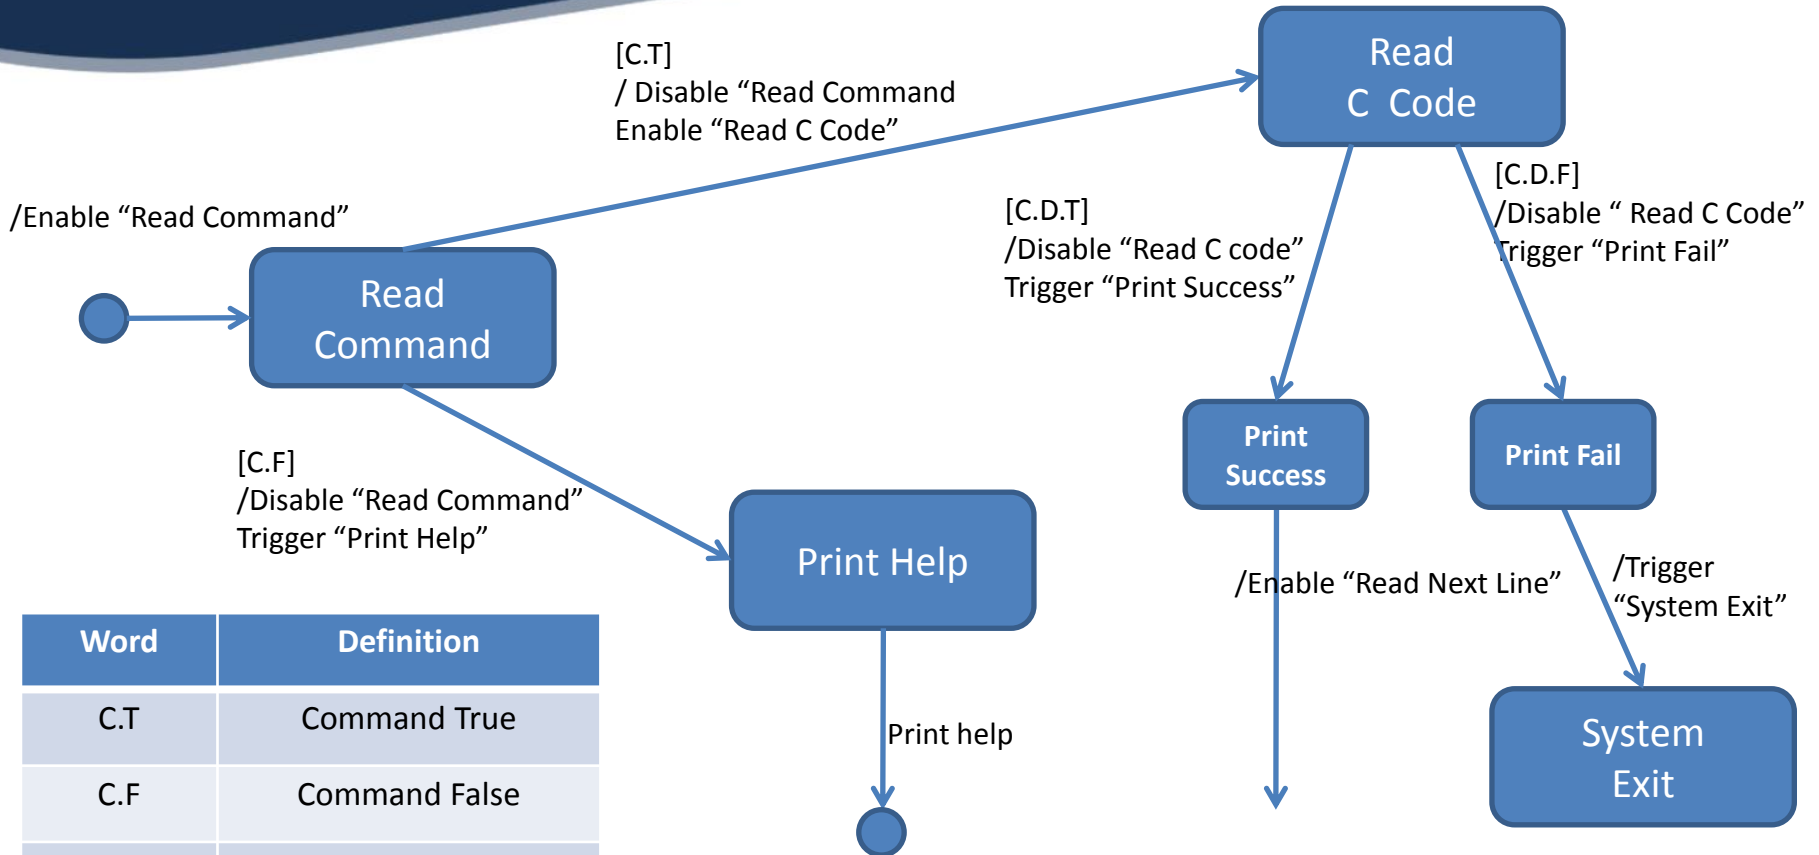 [C.T]
/ Disable “Read Command
Enable “Read C Code”
Read
C  Code
/Enable “Read Command”
[C.D.T]
/Disable “Read C code”
Trigger “Print Success”
[C.D.F]
/Disable “ Read C Code”
Trigger “Print Fail”
Read
Command
Print
Success
Print Fail
[C.F]
/Disable “Read Command”
Trigger “Print Help”
Print Help
/Enable “Read Next Line”
/Trigger
“System Exit”
Print help
System
Exit
Word Definition
C.T Command True
C.F Command False